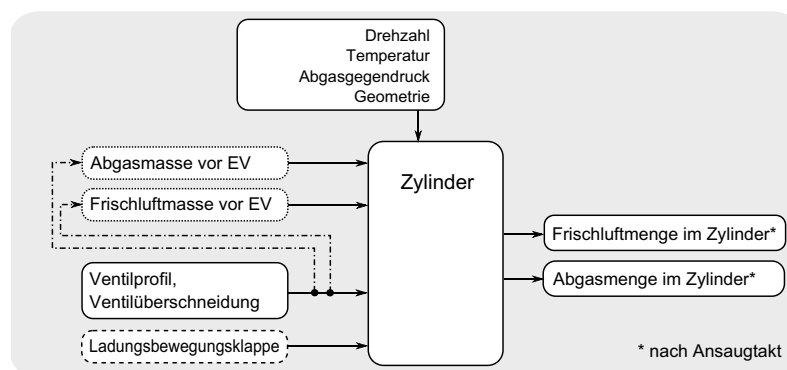 Drehzahl
Temperatur
Abgasgegendruck
Geometrie
Abgasmasse vor EV
Frischluftmasse vor EV
Ventilprofil,
Ventilüberschneidung
Ladungsbewegungsklappe
Zylinder
Frischluftmenge im Zylinder*
Abgasmenge im Zylinder*
* nach Ansaugtakt